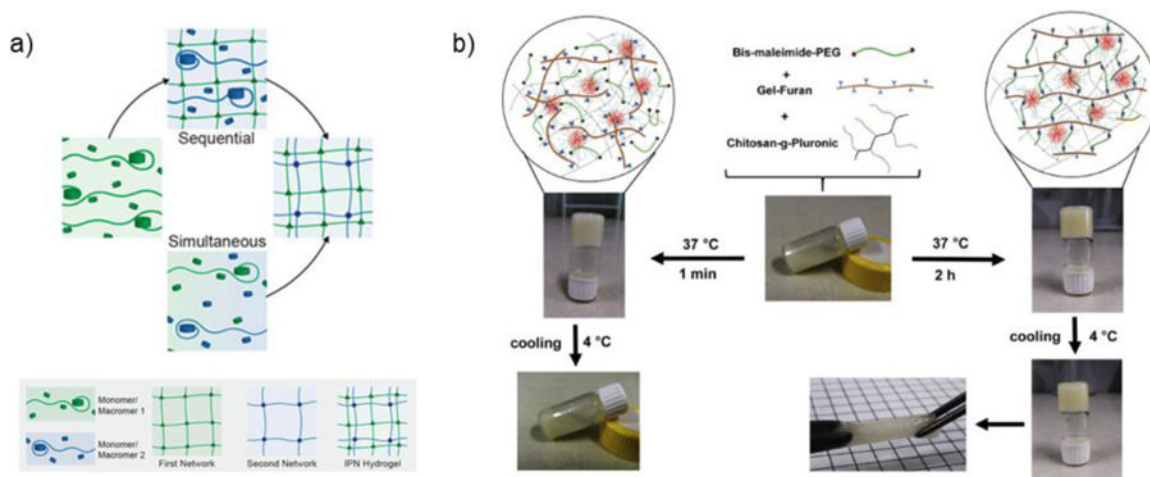 a)
Sequential
Simultaneous
Monomer/
Macromer 1
Monomer/
Macromer 2
First Network
Second Network
IPN Hydrogel
b)
Bis-maleimide-PEG
+
Gel-Furan
+
Chitosan-g-Pluronic
37 °C
1 min
37 °C
2 h
cooling
4 °C
cooling
4 °C